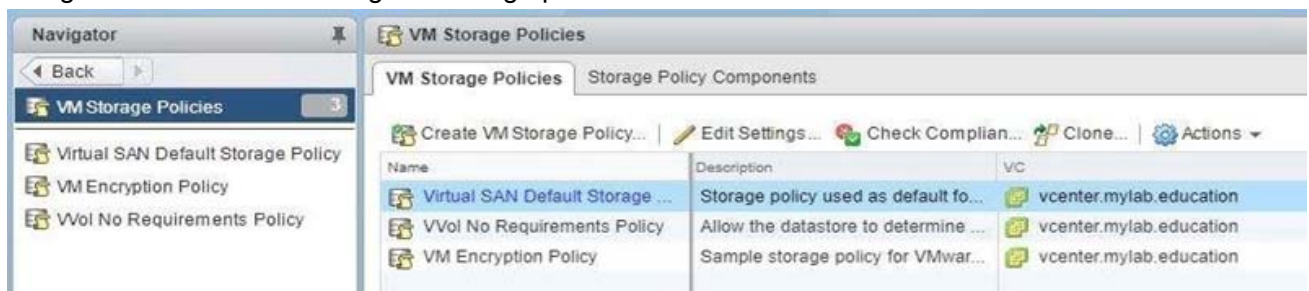 Navigator
Back
VM Storage Policies 3
Virtual SAN Default Storage Policy
VM Encryption Policy
VVol No Requirements Policy
VM Storage Policies
VM Storage Policies Storage Policy Components
Create VM Storage Policy... Edit Settings... Check Complian... Clone... Actions
Name Description VC
Virtual SAN Default Storage ... Storage policy used as default fo... vcenter.mylab.education
VVol No Requirements Policy Allow the datastore to determine ... vcenter.mylab.education
VM Encryption Policy Sample storage policy for VMwar... vcenter.mylab.education